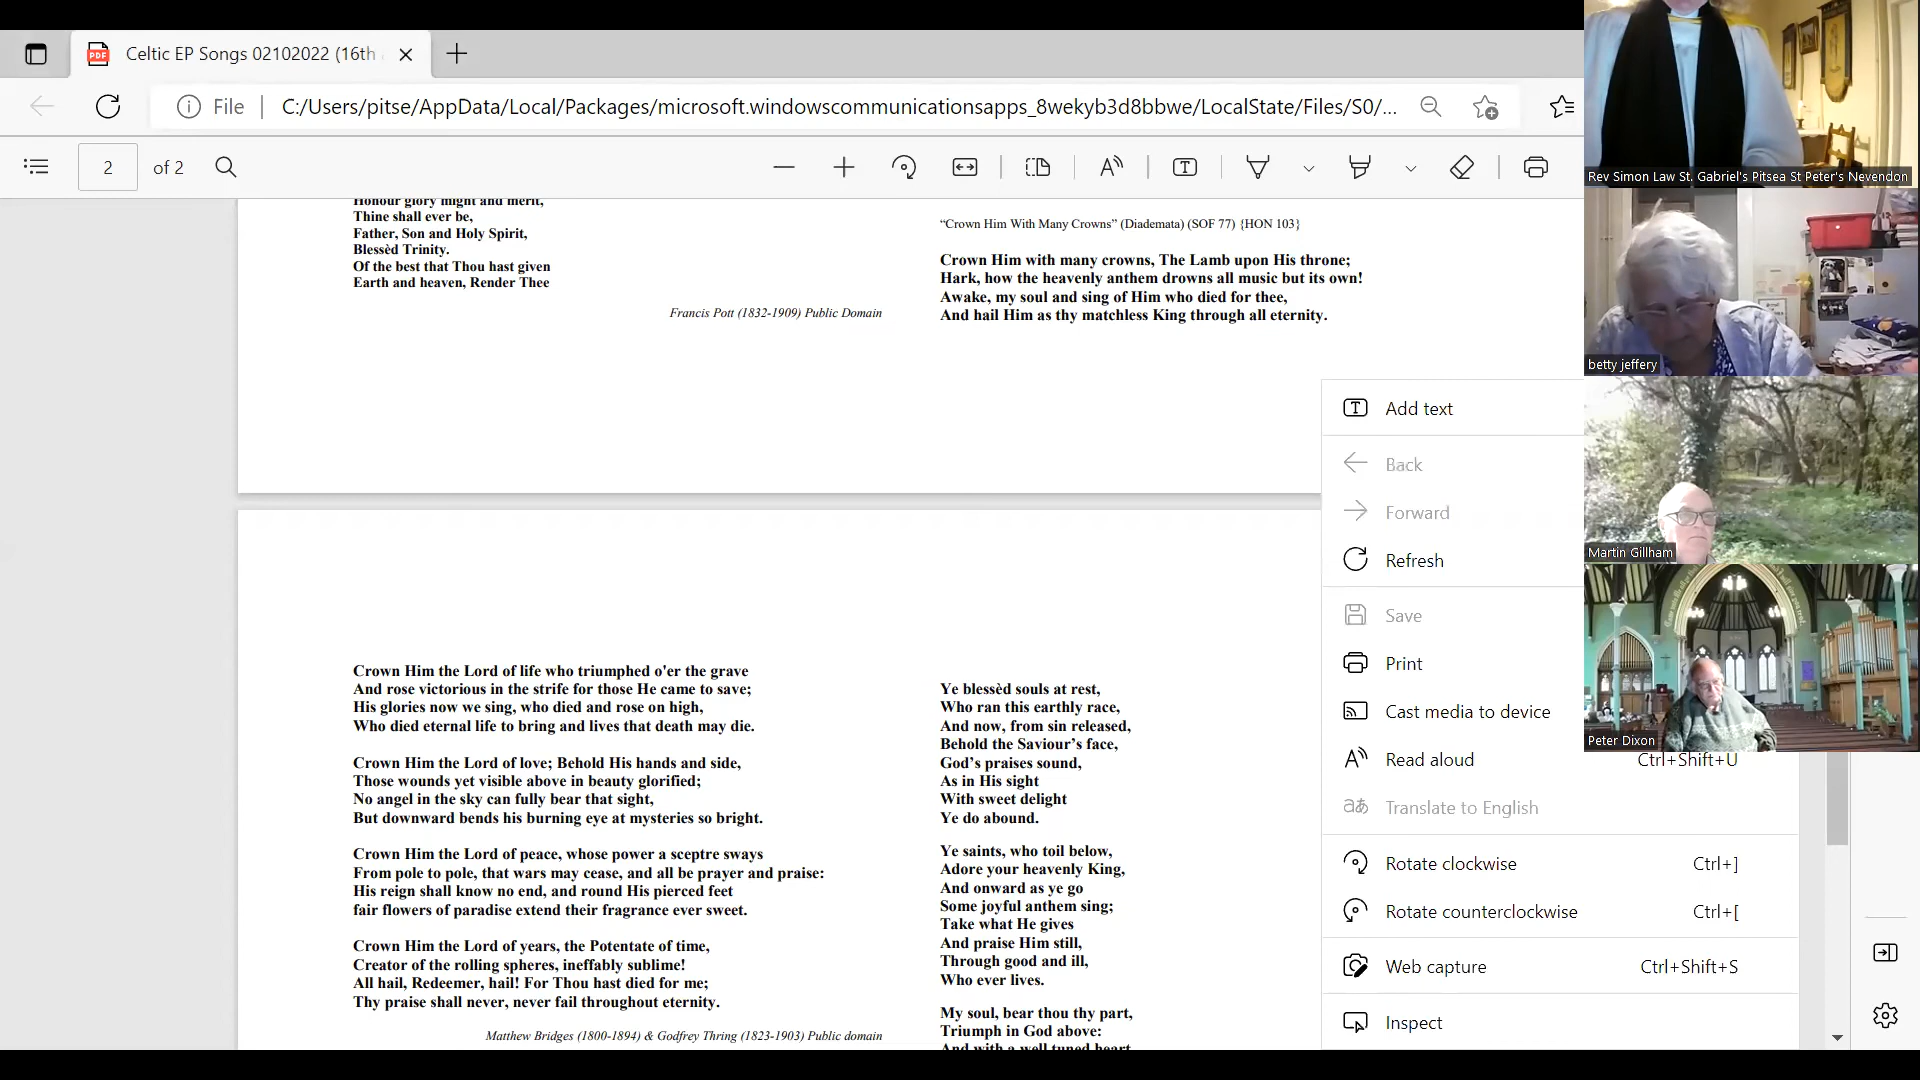 Celtic EP Songs 02102022 (16th
File
C:/Users/pitse/AppData/Local/Packages/microsoft.windowscommunicationsapps_8wekyb3d8bbwe/LocalState/Files/S0/...
2 of 2
Honour glory might and merit,
Thine shall ever be,
Father, Son and Holy Spirit,
Blessèd Trinity.
Of the best that Thou hast given
Earth and heaven, Render Thee
Francis Pott (1832-1909) Public Domain
“Crown Him With Many Crowns” (Diademata) (SOF 77) {HON 103}
Crown Him with many crowns, The Lamb upon His throne;
Hark, how the heavenly anthem drowns all music but its own!
Awake, my soul and sing of Him who died for thee,
And hail Him as thy matchless King through all eternity.
Crown Him the Lord of life who triumphed o'er the grave
And rose victorious in the strife for those He came to save;
His glories now we sing, who died and rose on high,
Who died eternal life to bring and lives that death may die.
Crown Him the Lord of love; Behold His hands and side,
Those wounds yet visible above in beauty glorified;
No angel in the sky can fully bear that sight,
But downward bends his burning eye at mysteries so bright.
Crown Him the Lord of peace, whose power a sceptre sways
From pole to pole, that wars may cease, and all be prayer and praise:
His reign shall know no end, and round His pierced feet
fair flowers of paradise extend their fragrance ever sweet.
Crown Him the Lord of years, the Potentate of time,
Creator of the rolling spheres, ineffably sublime!
All hail, Redeemer, hail! For Thou hast died for me;
Thy praise shall never, never fail throughout eternity.
Matthew Bridges (1800-1894) & Godfrey Thring (1823-1903) Public domain
Ye blessèd souls at rest,
Who ran this earthly race,
And now, from sin released,
Behold the Saviour’s face,
God’s praises sound,
As in His sight
With sweet delight
Ye do abound.
Ye saints, who toil below,
Adore your heavenly King,
And onward as ye go
Some joyful anthem sing;
Take what He gives
And praise Him still,
Through good and ill,
Who ever lives.
My soul, bear thou thy part,
Triumph in God above:
And with a well tuned heart
Add text
Back
Forward
Refresh
Save
Print
Cast media to device
Read aloud Ctrl+Shift+U
Translate to English
Rotate clockwise Ctrl+]
Rotate counterclockwise Ctrl+[
Web capture Ctrl+Shift+S
Inspect
Rev Simon Law St. Gabriel's Pitsea St Peter's Nevendon
betty jeffery
Martin Gillham
Peter Dixon